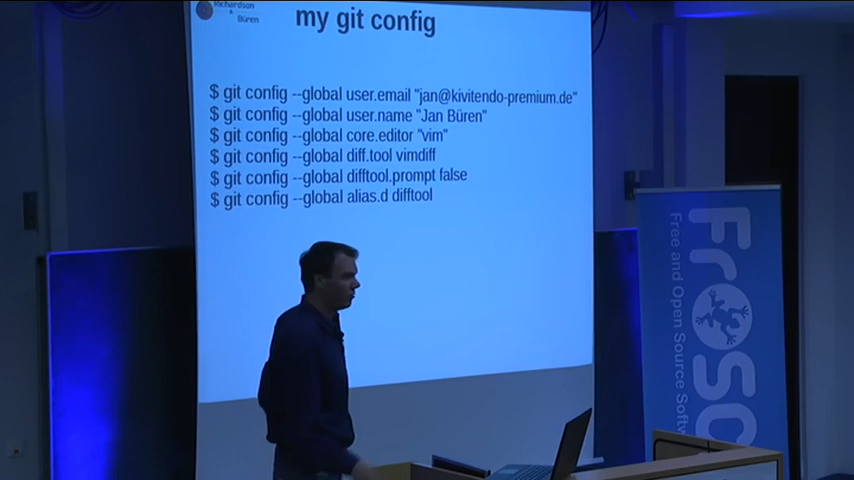 Richardson
&
Büren
my git config
$ git config --global user.email "jan@kivitendo-premium.de"
$ git config --global user.name "Jan Büren"
$ git config --global core.editor "vim"
$ git config --global diff.tool vimdiff
$ git config --global difftool.prompt false
$ git config --global alias.d difftool
FrOSC
Free and Open Source Softw